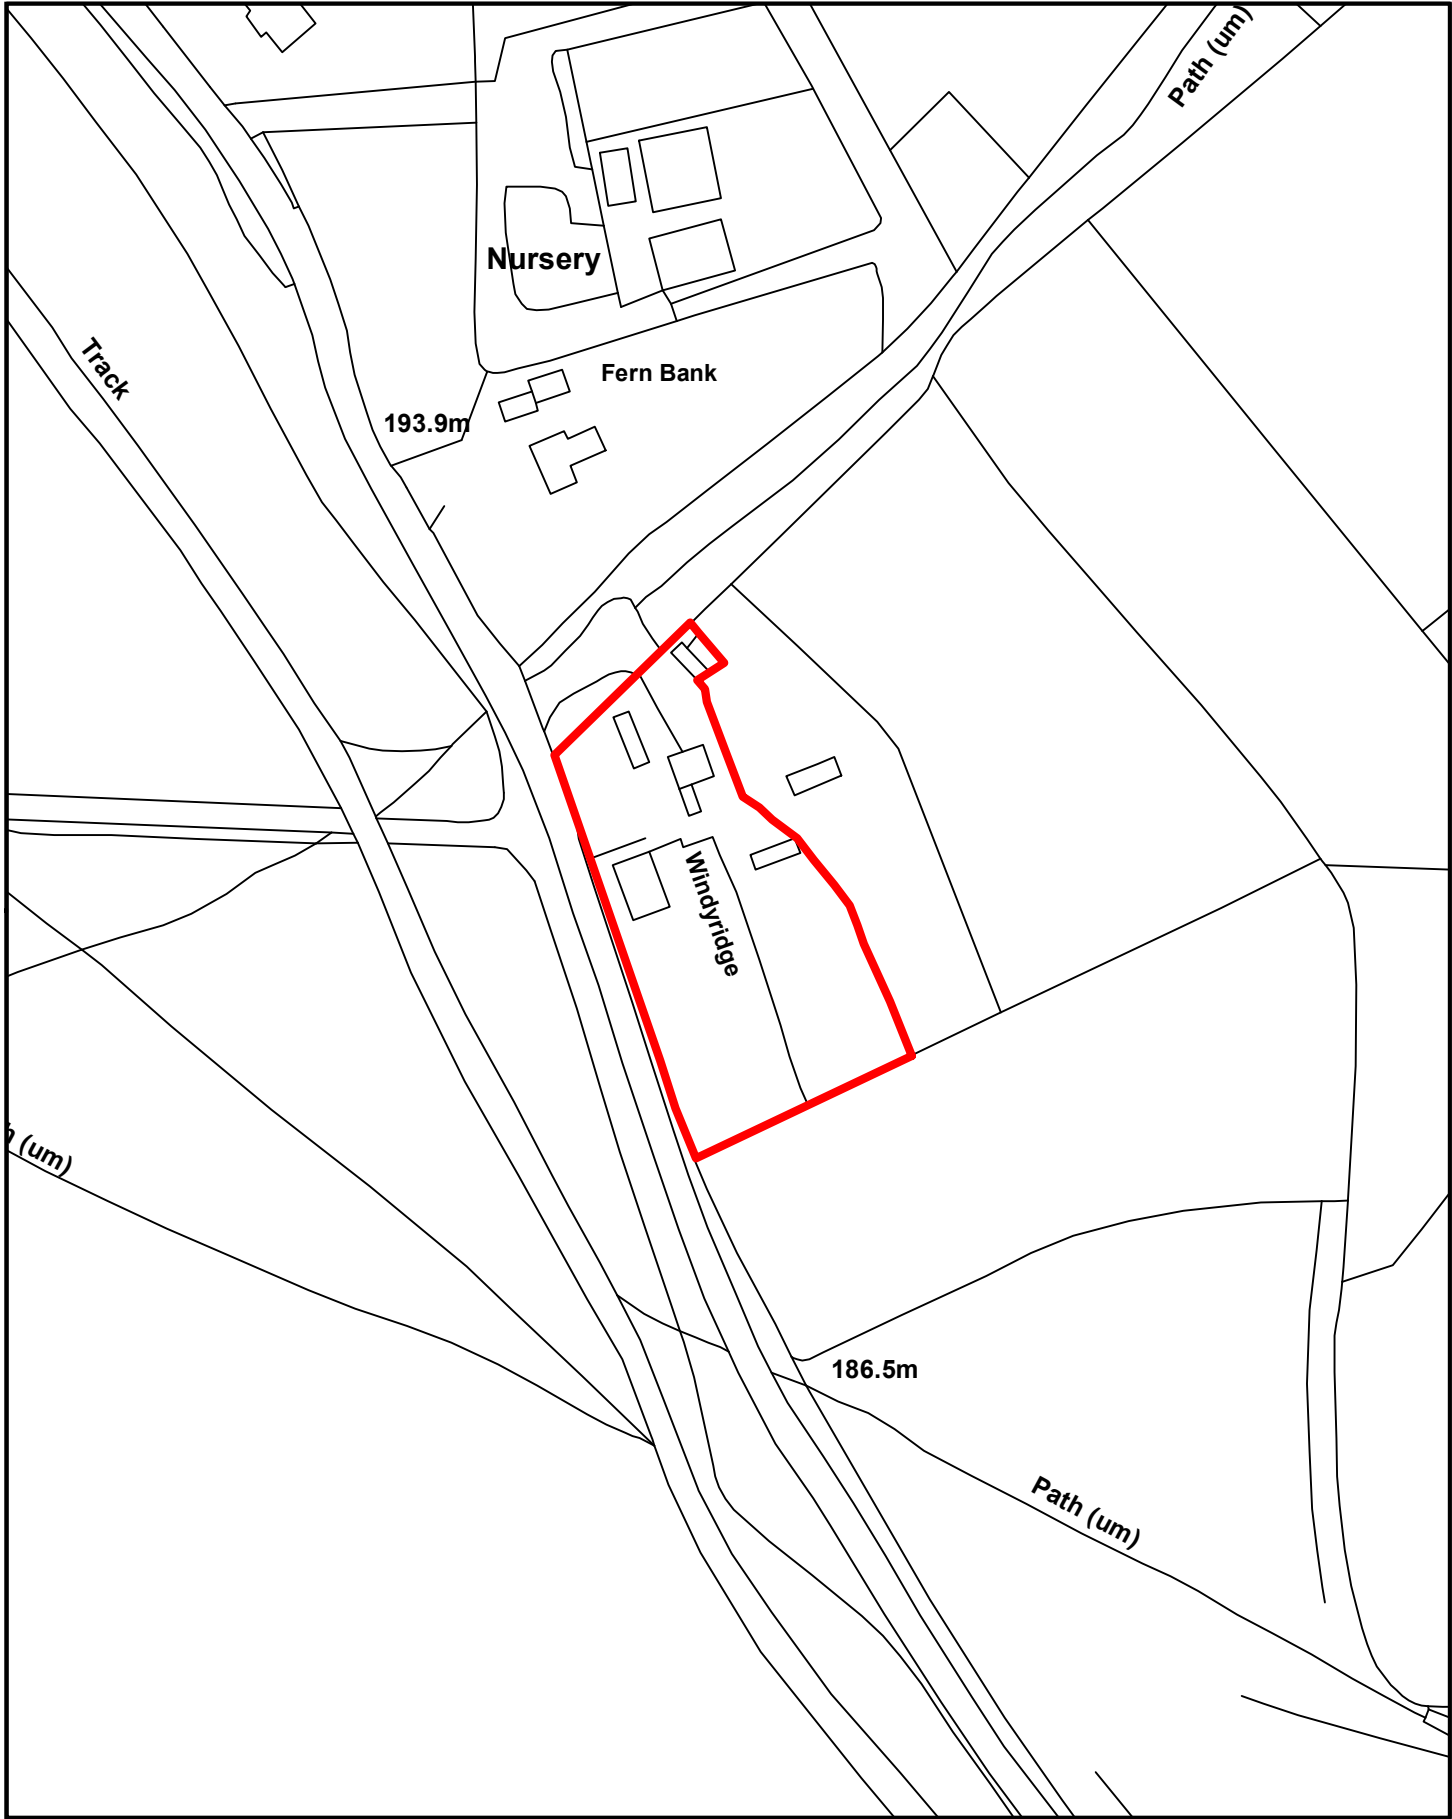 Path (um)
Nursery
Track
Fern Bank
193.9m
Windyridge
h (um)
186.5m
Path (um)